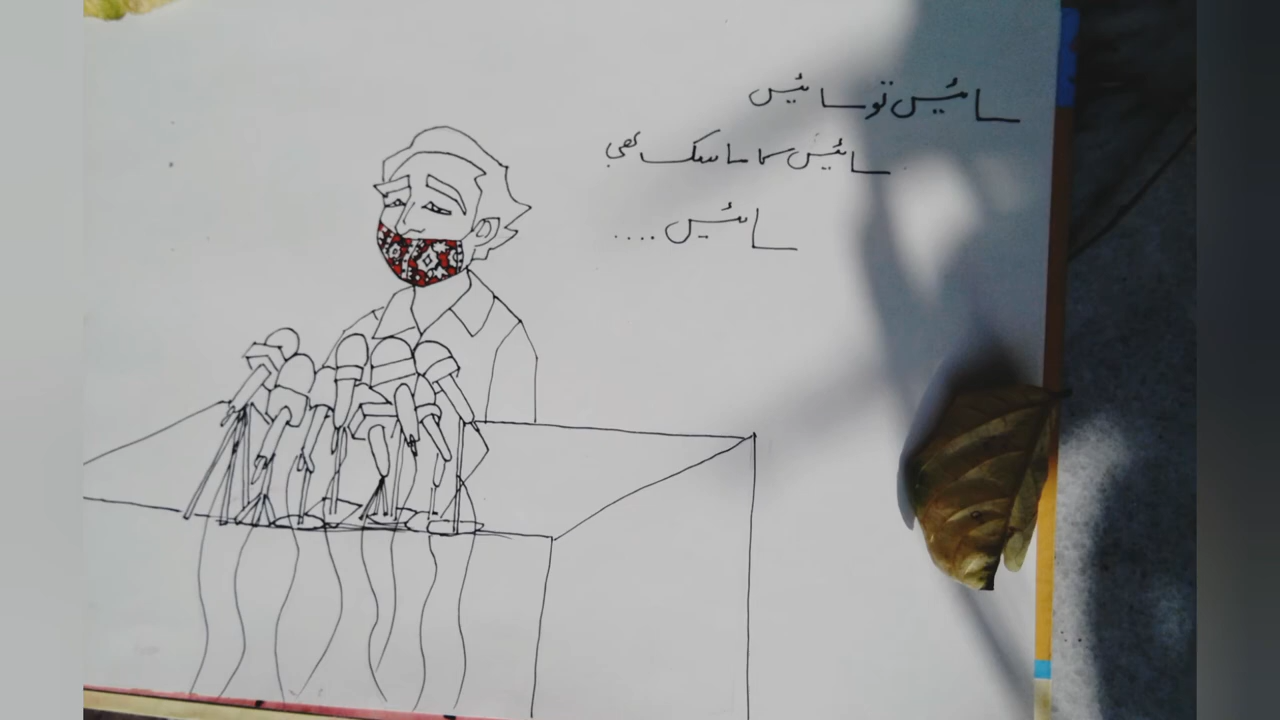 سائیں تو سائیں
سائیں کا ماسک بھی
سائیں ....